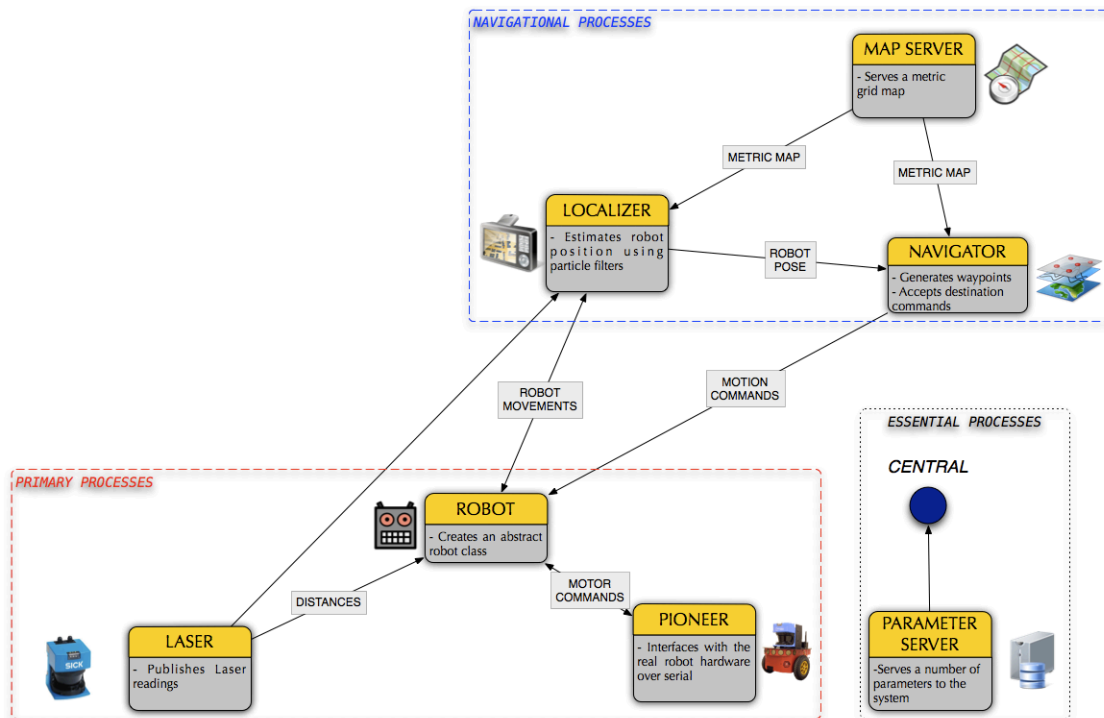 NAVIGATIONAL PROCESSES
MAP SERVER
- Serves a metric
grid map
METRIC MAP
METRIC MAP
LOCALIZER
- Estimates robot
position using
particle filters
ROBOT
POSE
NAVIGATOR
- Generates waypoints
- Accepts destination
commands
ROBOT
MOVEMENTS
MOTION
COMMANDS
ESSENTIAL PROCESSES
CENTRAL
PARAMETER
SERVER
-Serves a number of
parameters to the
system
PRIMARY PROCESSES
ROBOT
- Creates an abstract
robot class
DISTANCES
MOTOR
COMMANDS
LASER
- Publishes Laser
readings
SICK
PIONEER
- Interfaces with the
real robot hardware
over serial